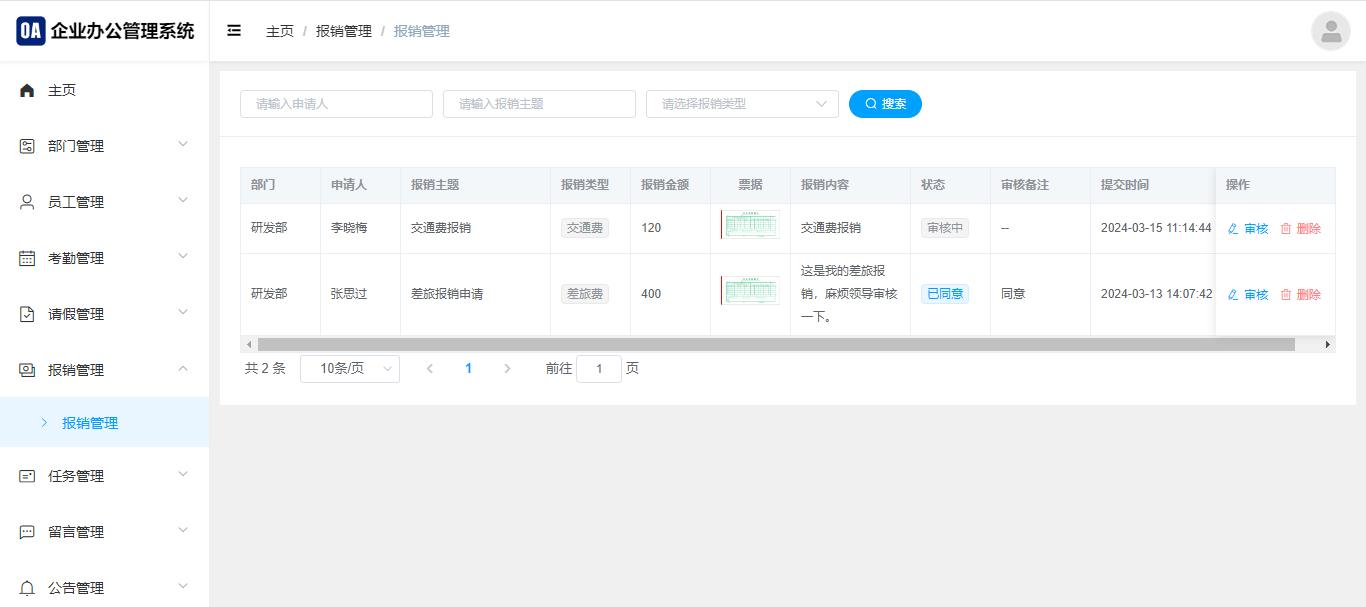 OA 企业办公管理系统
主页 / 报销管理 / 报销管理
主页
部门管理
员工管理
考勤管理
请假管理
报销管理
报销管理
任务管理
留言管理
公告管理
请输入申请人 请输入报销主题 请选择报销类型 搜索
部门 申请人 报销主题 报销类型 报销金额 票据 报销内容 状态 审核备注 提交时间 操作
研发部 李晓梅 交通费报销 交通费 120 交通费报销 审核中 -- 2024-03-15 11:14:44 审核 删除
研发部 张思过 差旅报销申请 差旅费 400 这是我的差旅报
销，麻烦领导审核
一下。 已同意 同意 2024-03-13 14:07:42 审核 删除
共 2 条 10条/页 1 前往 1 页